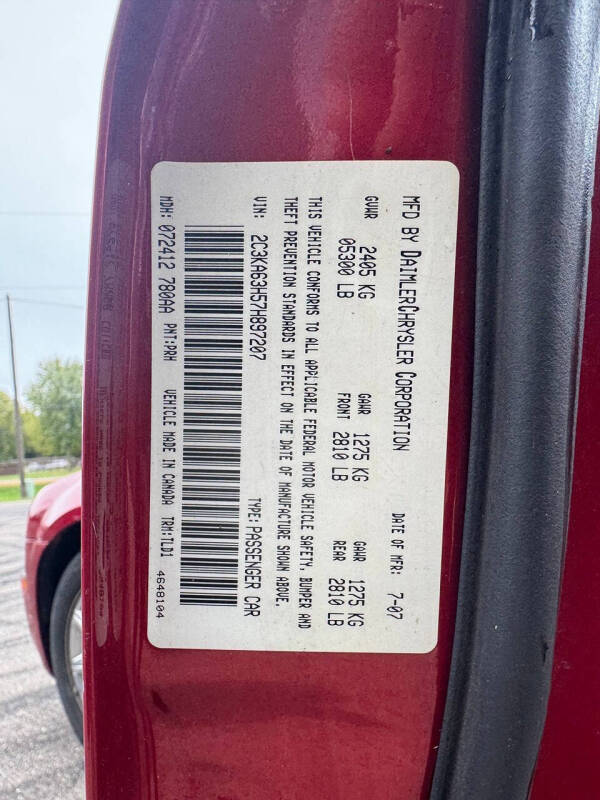 MFD BY DAIMLERCHRYSLER CORPORATION DATE OF MFR: 7-07
GVWR 2405 KG GAWR 1275 KG GAWR 1275 KG
05300 LB FRONT 2810 LB REAR 2810 LB
THIS VEHICLE CONFORMS TO ALL APPLICABLE FEDERAL MOTOR VEHICLE SAFETY, BUMPER AND
THEFT PREVENTION STANDARDS IN EFFECT ON THE DATE OF MANUFACTURE SHOWN ABOVE.
VIN: 2C3KA63H57H897207 TYPE: PASSENGER CAR
MDH: 072412 780AA PNT:PRH VEHICLE MADE IN CANADA TRM:TLD1
4648104